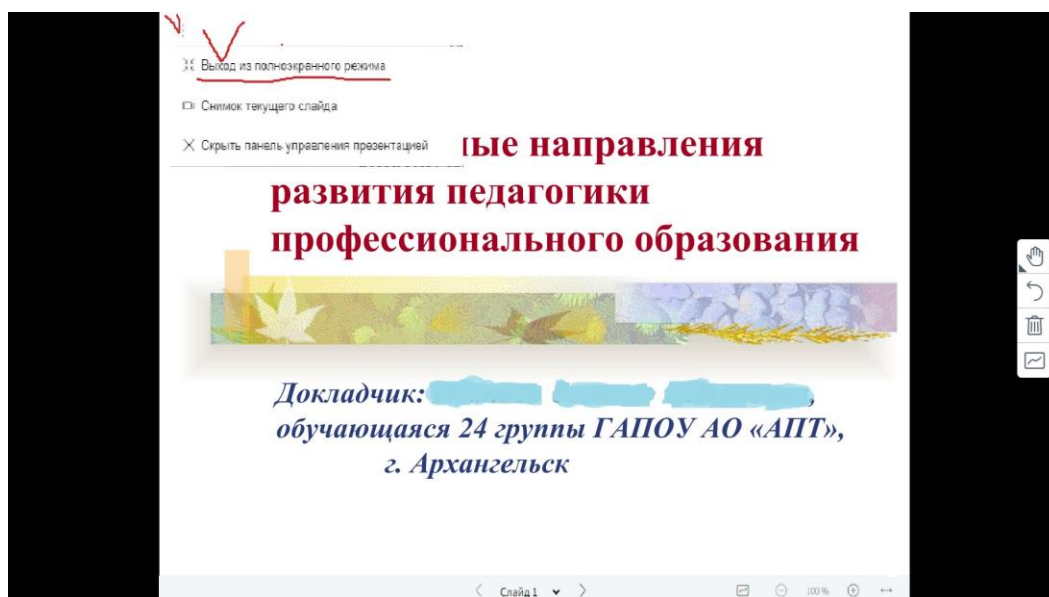 Выход из полноэкранного режима
Снимок текущего слайда
Скрыть панель управления презентацией
ные направления
развития педагогики
профессионального образования
Докладчик:
обучающаяся 24 группы ГАПОУ АО «АПТ»,
г. Архангельск
Слайд 1
100 %